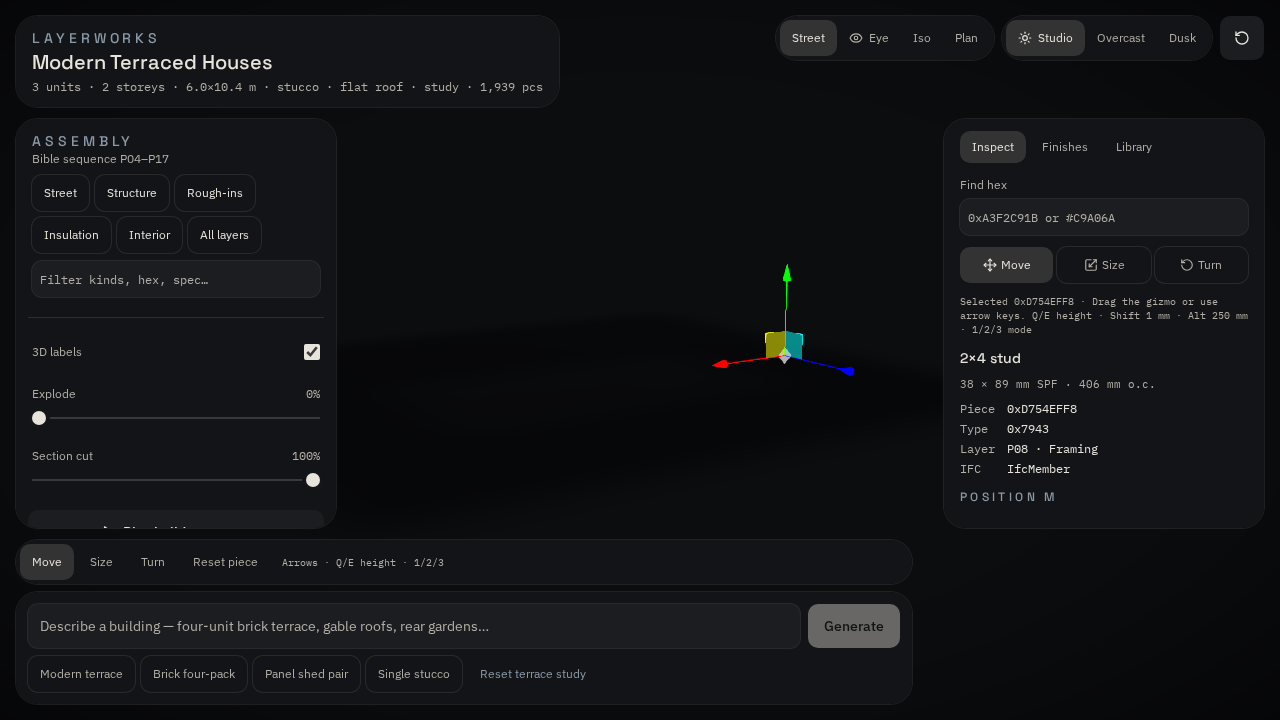 LAYERWORKS
Modern Terraced Houses
3 units · 2 storeys · 6.0×10.4 m · stucco · flat roof · study · 1,939 pcs
Street Eye Iso Plan
Studio Overcast Dusk
ASSEMBLY
Bible sequence P04–P17
Street Structure Rough-ins
Insulation Interior All layers
Filter kinds, hex, spec…
3D labels
Explode 0%
Section cut 100%
Inspect Finishes Library
Find hex
0xA3F2C91B or #C9A06A
Move Size Turn
Selected 0xD754EFF8 · Drag the gizmo or use
arrow keys. Q/E height · Shift 1 mm · Alt 250 mm
· 1/2/3 mode
2×4 stud
38 × 89 mm SPF · 406 mm o.c.
Piece 0xD754EFF8
Type 0x7943
Layer P08 · Framing
IFC IfcMember
POSITION M
Move Size Turn Reset piece Arrows · Q/E height · 1/2/3
Describe a building — four-unit brick terrace, gable roofs, rear gardens…
Generate
Modern terrace Brick four-pack Panel shed pair Single stucco Reset terrace study